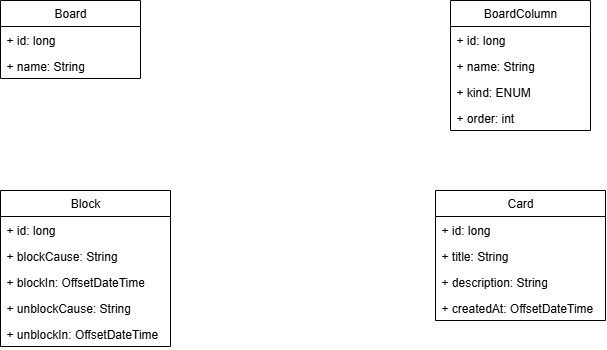 Board
+ id: long
+ name: String
BoardColumn
+ id: long
+ name: String
+ kind: ENUM
+ order: int
Block
+ id: long
+ blockCause: String
+ blockIn: OffsetDateTime
+ unblockCause: String
+ unblockIn: OffsetDateTime
Card
+ id: long
+ title: String
+ description: String
+ createdAt: OffsetDateTime